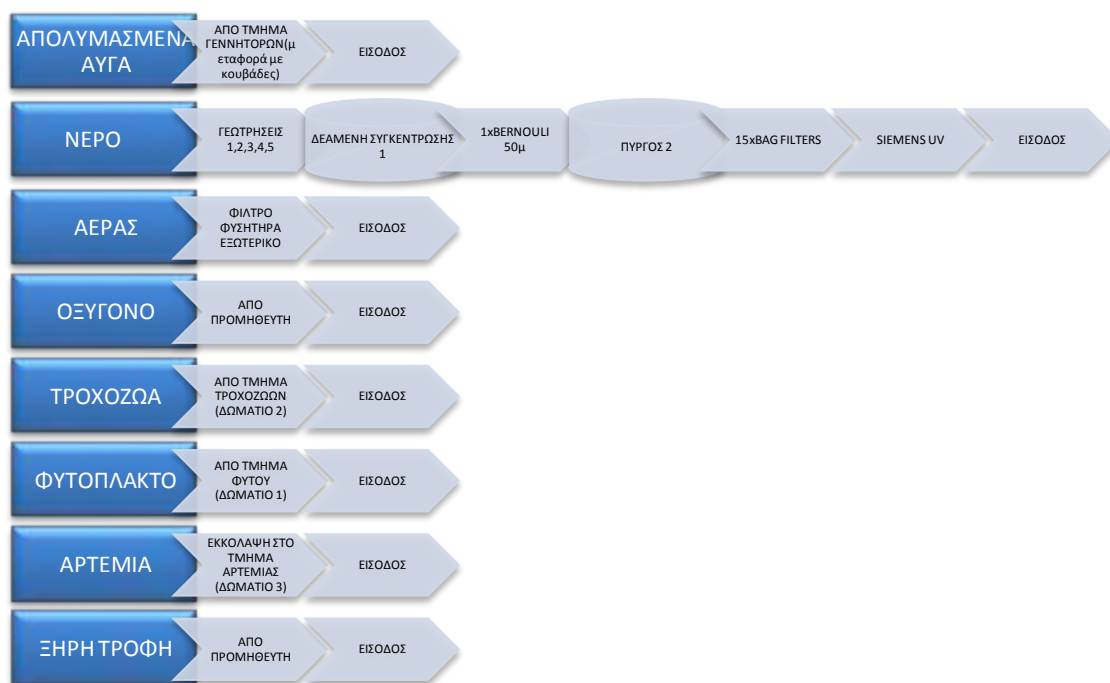 ΑΠΟΛΥΜΑΣΜΕΝΑ
ΑΥΓΑ
ΑΠΟ ΤΜΗΜΑ
ΓΕΝΝΗΤΟΡΩΝ(μ
εταφορά με
κουβάδες)
ΕΙΣΟΔΟΣ
ΝΕΡΟ
ΓΕΩΤΡΗΣΕΙΣ
1,2,3,4,5
ΔΕΑΜΕΝΗ ΣΥΓΚΕΝΤΡΩΣΗΣ
1
1xBERNOULI
50μ
ΠΥΡΓΟΣ 2
15xBAG FILTERS
SIEMENS UV
ΕΙΣΟΔΟΣ
ΑΕΡΑΣ
ΦΙΛΤΡΟ
ΦΥΣΗΤΗΡΑ
ΕΞΩΤΕΡΙΚΟ
ΕΙΣΟΔΟΣ
ΟΞΥΓΟΝΟ
ΑΠΟ
ΠΡΟΜΗΘΕΥΤΗ
ΕΙΣΟΔΟΣ
ΤΡΟΧΟΖΩΑ
ΑΠΟ ΤΜΗΜΑ
ΤΡΟΧΟΖΩΩΝ
(ΔΩΜΑΤΙΟ 2)
ΕΙΣΟΔΟΣ
ΦΥΤΟΠΛΑΚΤΟ
ΑΠΟ ΤΜΗΜΑ
ΦΥΤΟΥ
(ΔΩΜΑΤΙΟ 1)
ΕΙΣΟΔΟΣ
ΑΡΤΕΜΙΑ
ΕΚΚΟΛΑΨΗ ΣΤΟ
ΤΜΗΜΑ
ΑΡΤΕΜΙΑΣ
(ΔΩΜΑΤΙΟ 3)
ΕΙΣΟΔΟΣ
ΞΗΡΗ ΤΡΟΦΗ
ΑΠΟ
ΠΡΟΜΗΘΕΥΤΗ
ΕΙΣΟΔΟΣ